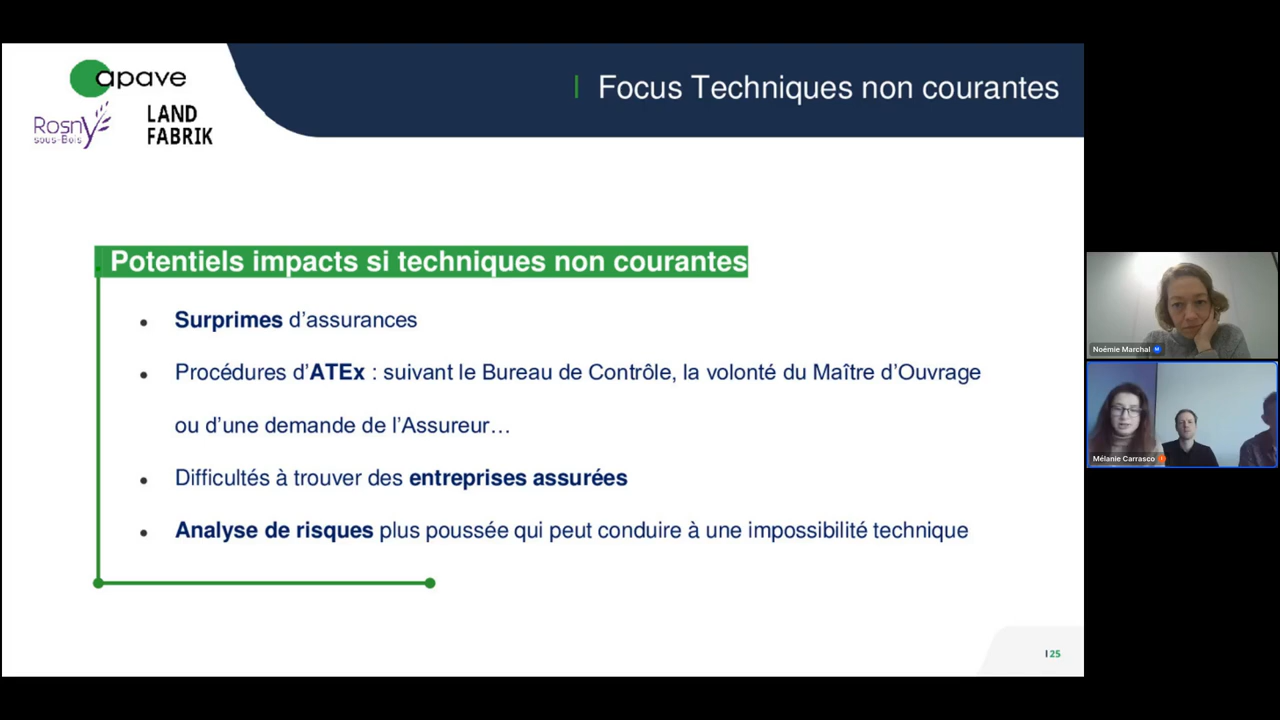 apave
Rosny
sous-Bois
LAND
FABRIK
| Focus Techniques non courantes
Potentiels impacts si techniques non courantes
• Surprimes d’assurances
• Procédures d’ATEx : suivant le Bureau de Contrôle, la volonté du Maître d’Ouvrage
ou d’une demande de l’Assureur…
• Difficultés à trouver des entreprises assurées
• Analyse de risques plus poussée qui peut conduire à une impossibilité technique
| 25
Noémie Marchal
Mélanie Carrasco